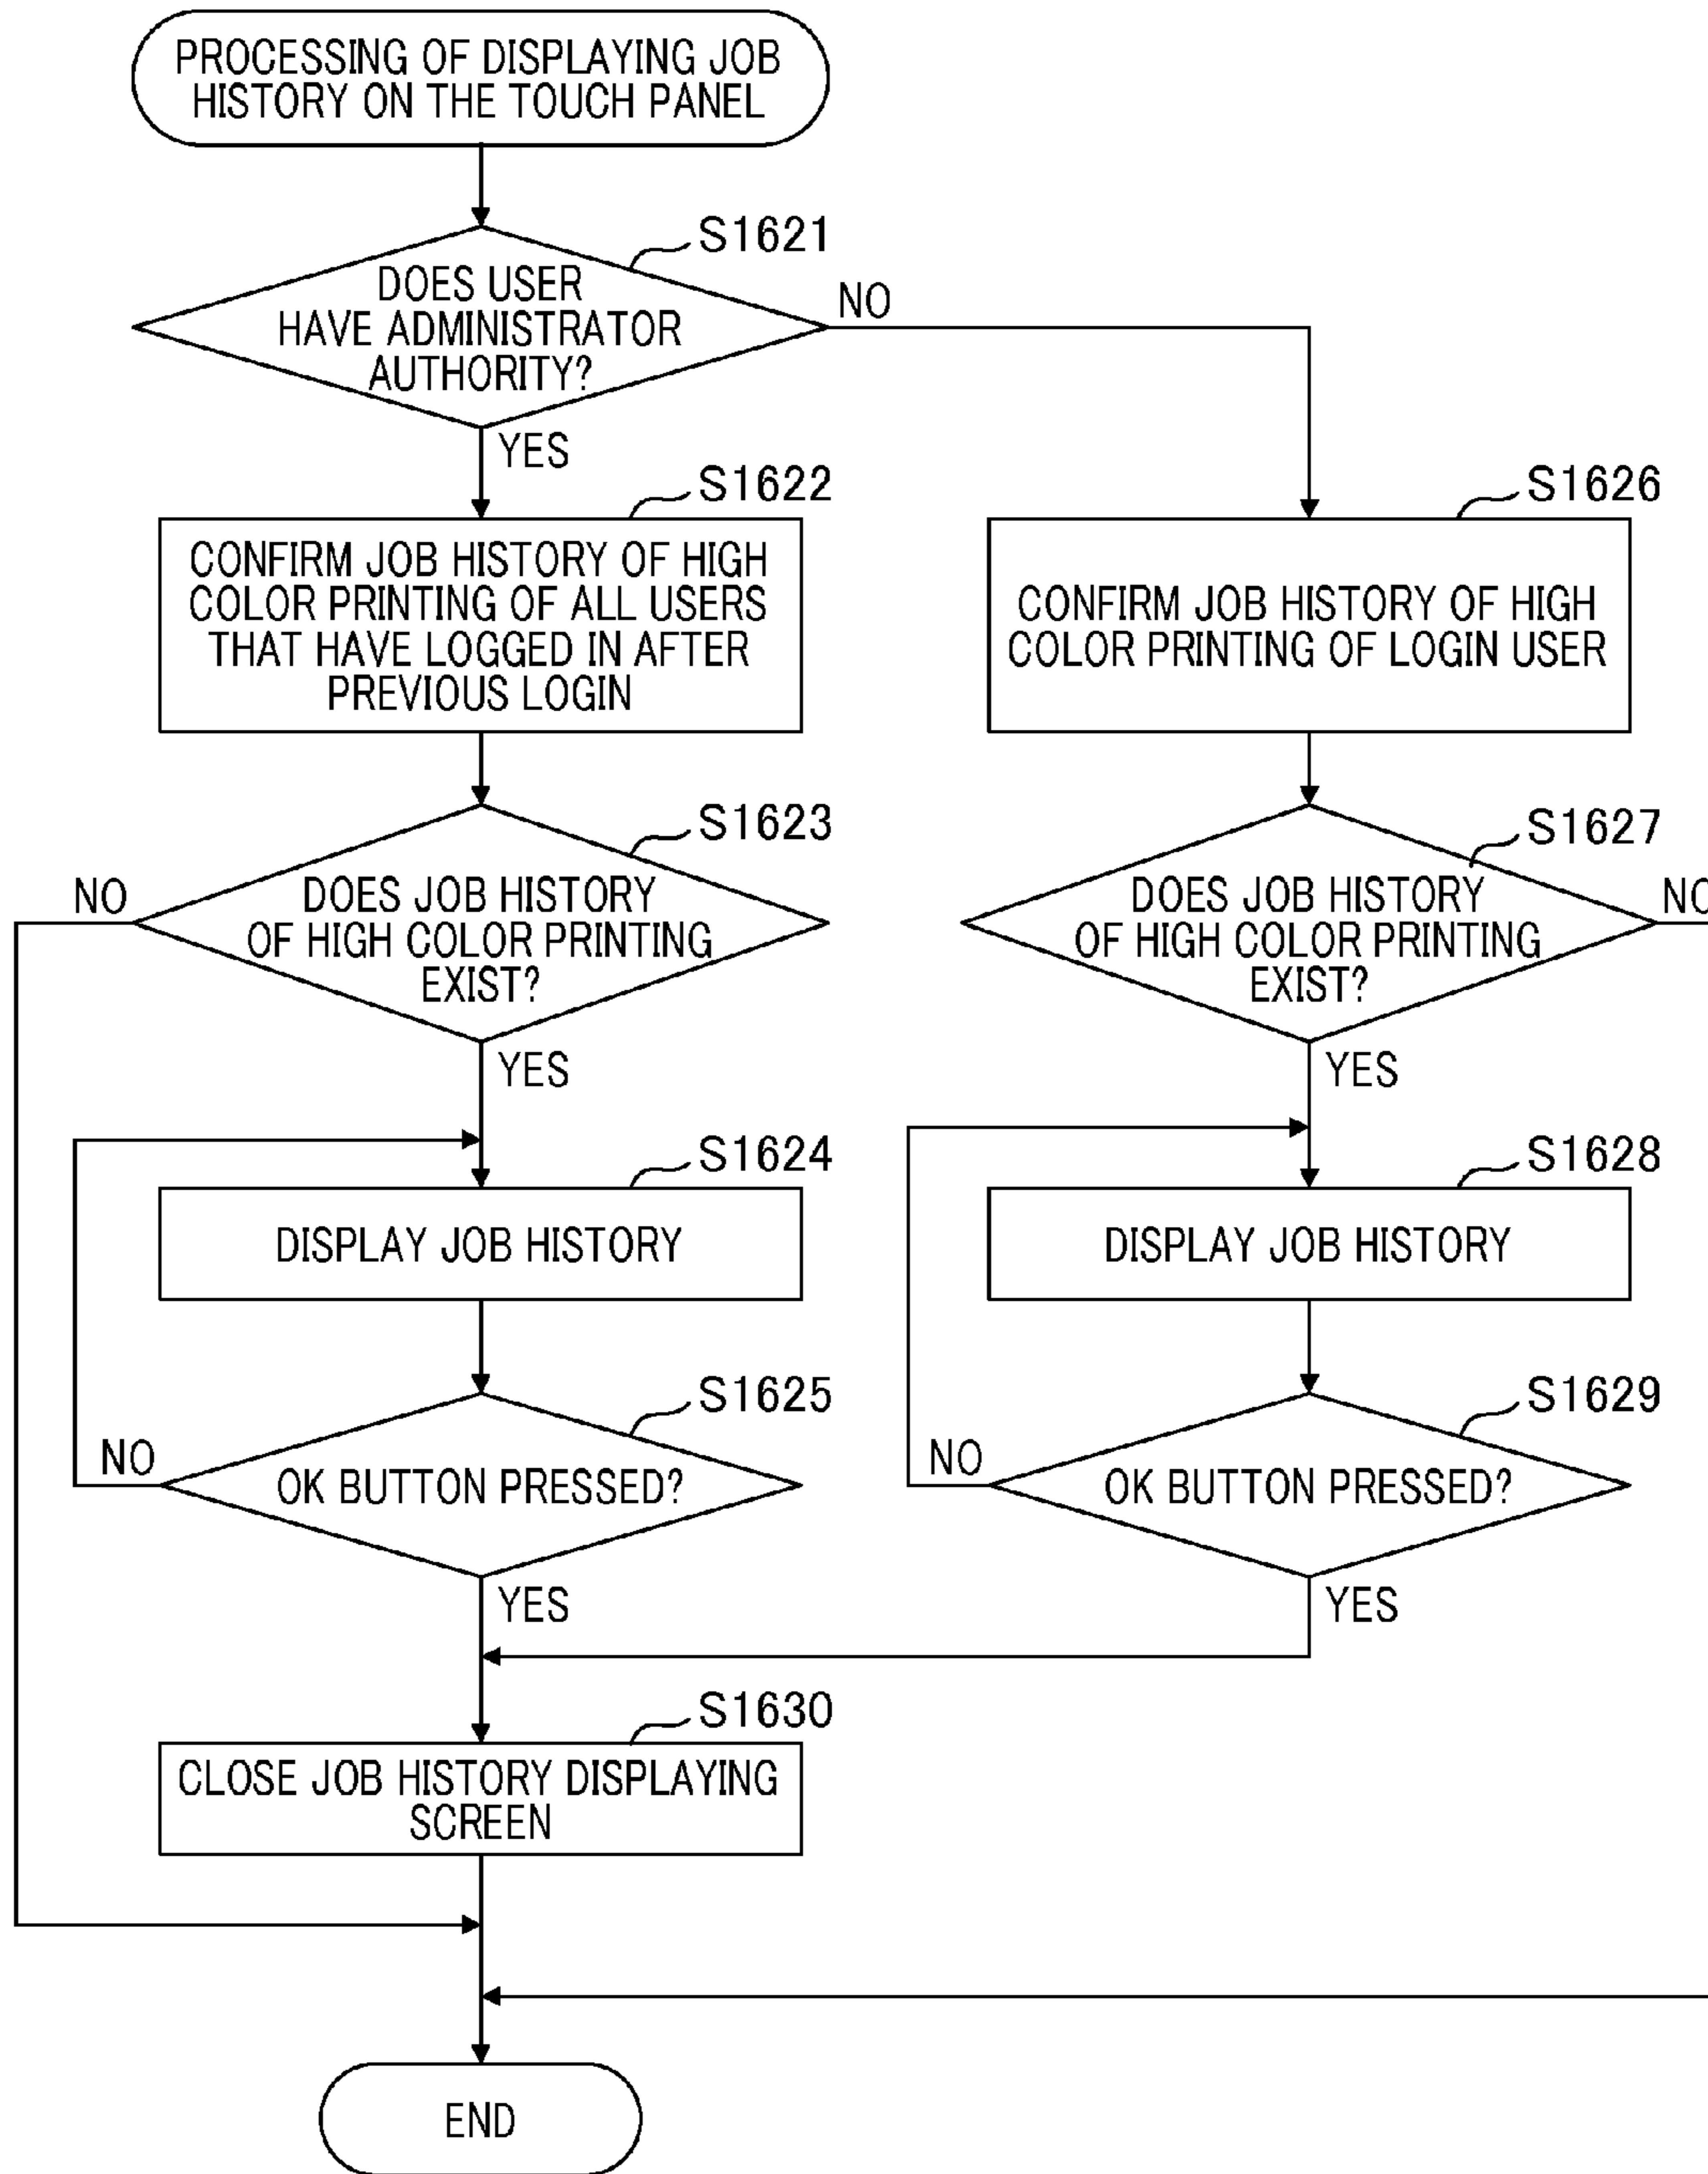 PROCESSING OF DISPLAYING JOB
HISTORY ON THE TOUCH PANEL
S1621
DOES USER
HAVE ADMINISTRATOR
AUTHORITY?
NO
YES
S1622
CONFIRM JOB HISTORY OF HIGH
COLOR PRINTING OF ALL USERS
THAT HAVE LOGGED IN AFTER
PREVIOUS LOGIN
S1626
CONFIRM JOB HISTORY OF HIGH
COLOR PRINTING OF LOGIN USER
S1623
NO
DOES JOB HISTORY
OF HIGH COLOR PRINTING
EXIST?
YES
S1627
DOES JOB HISTORY
OF HIGH COLOR PRINTING
EXIST?
NO
YES
S1624
DISPLAY JOB HISTORY
S1628
DISPLAY JOB HISTORY
S1625
NO
OK BUTTON PRESSED?
YES
S1629
NO
OK BUTTON PRESSED?
YES
S1630
CLOSE JOB HISTORY DISPLAYING
SCREEN
END